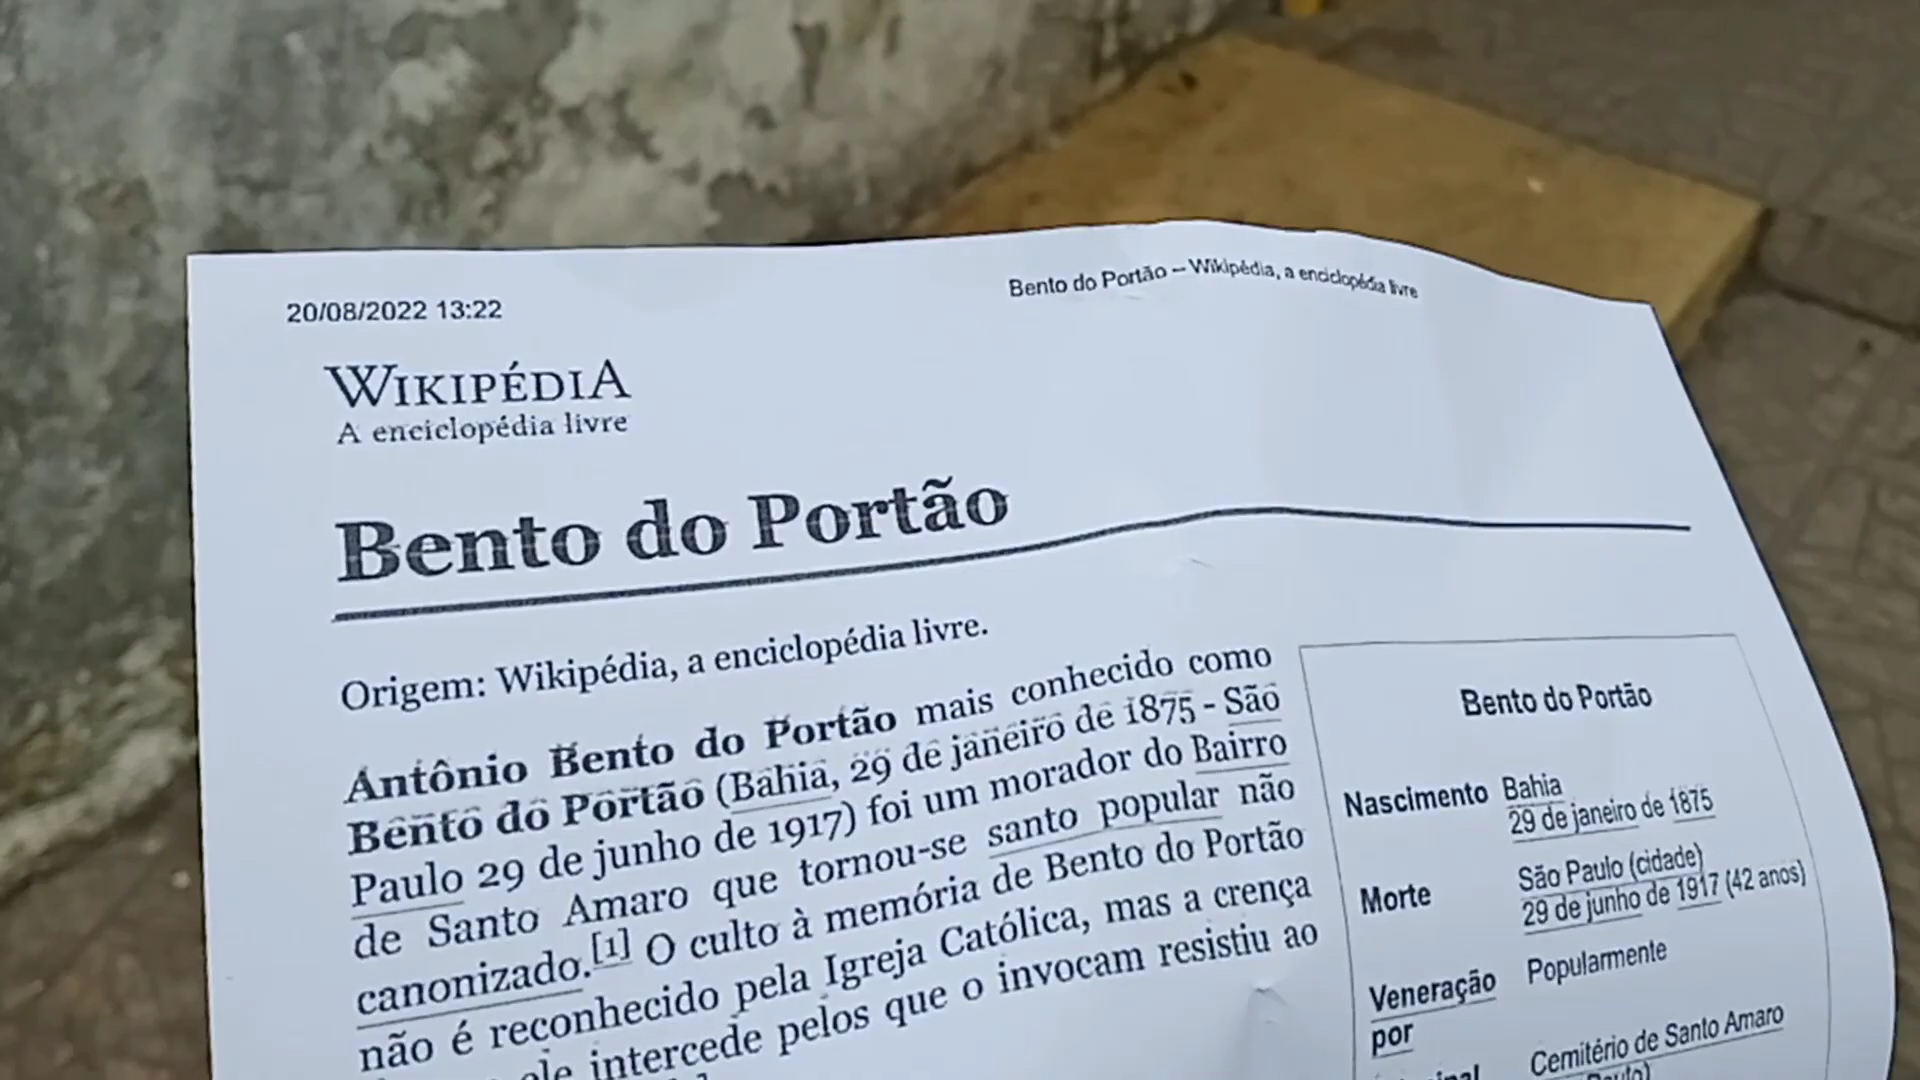 20/08/2022 13:22
Bento do Portão – Wikipédia, a enciclopédia livre
WIKIPÉDIA
A enciclopédia livre
Bento do Portão
Origem: Wikipédia, a enciclopédia livre.
Antônio Bento do Portão mais conhecido como
Bento do Portão (Bahia, 29 de janeiro de 1875 - São
Paulo 29 de junho de 1917) foi um morador do Bairro
de Santo Amaro que tornou-se santo popular não
canonizado.[1] O culto à memória de Bento do Portão
não é reconhecido pela Igreja Católica, mas a crença
ele intercede pelos que o invocam resistiu ao
Bento do Portão
Nascimento Bahia
29 de janeiro de 1875
Morte São Paulo (cidade)
29 de junho de 1917 (42 anos)
Veneração Popularmente
por
Cemitério de Santo Amaro